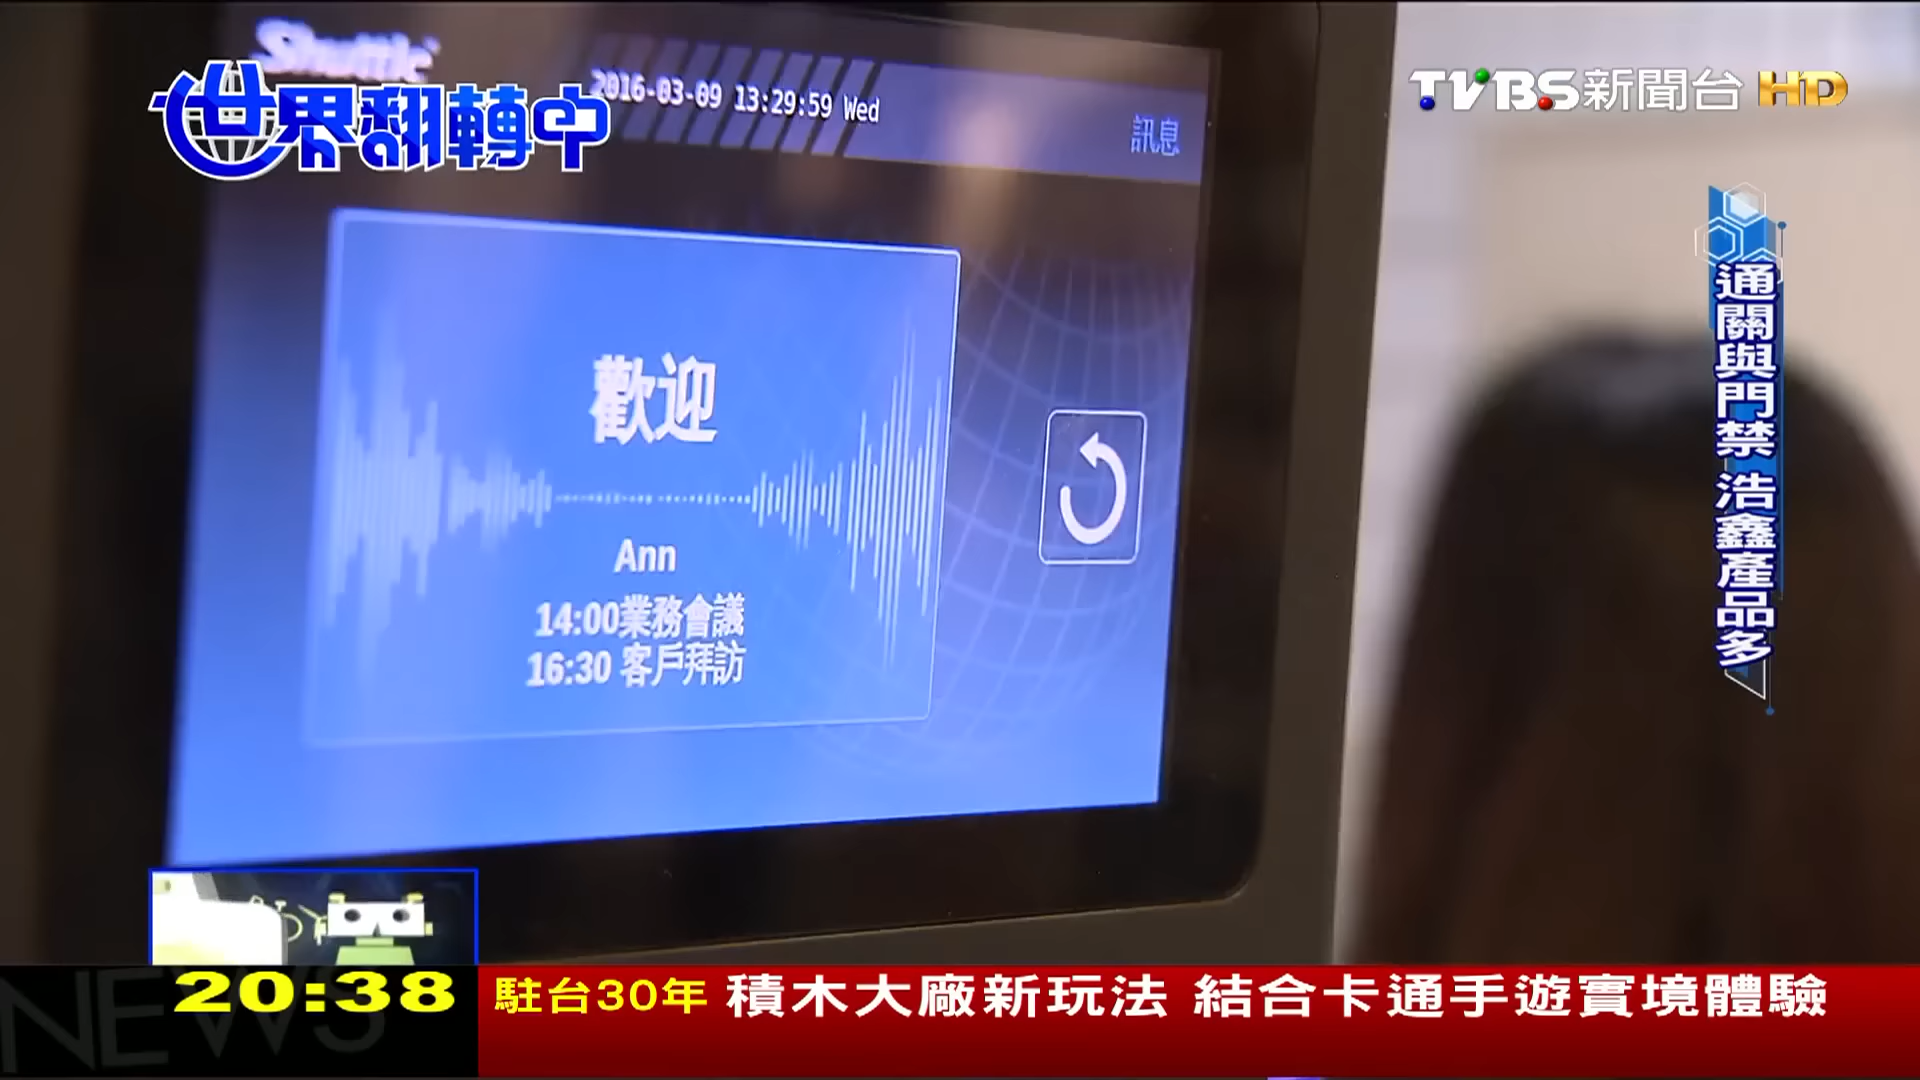 Shuttle
世界翻轉中
2016-03-09 13:29:59 Wed
訊息
TVBS新聞台 HD
歡迎
Ann
14:00業務會議
16:30 客戶拜訪
通關與門禁 浩鑫產品多
NEWS
20:38
駐台30年 積木大廠新玩法 結合卡通手遊實境體驗